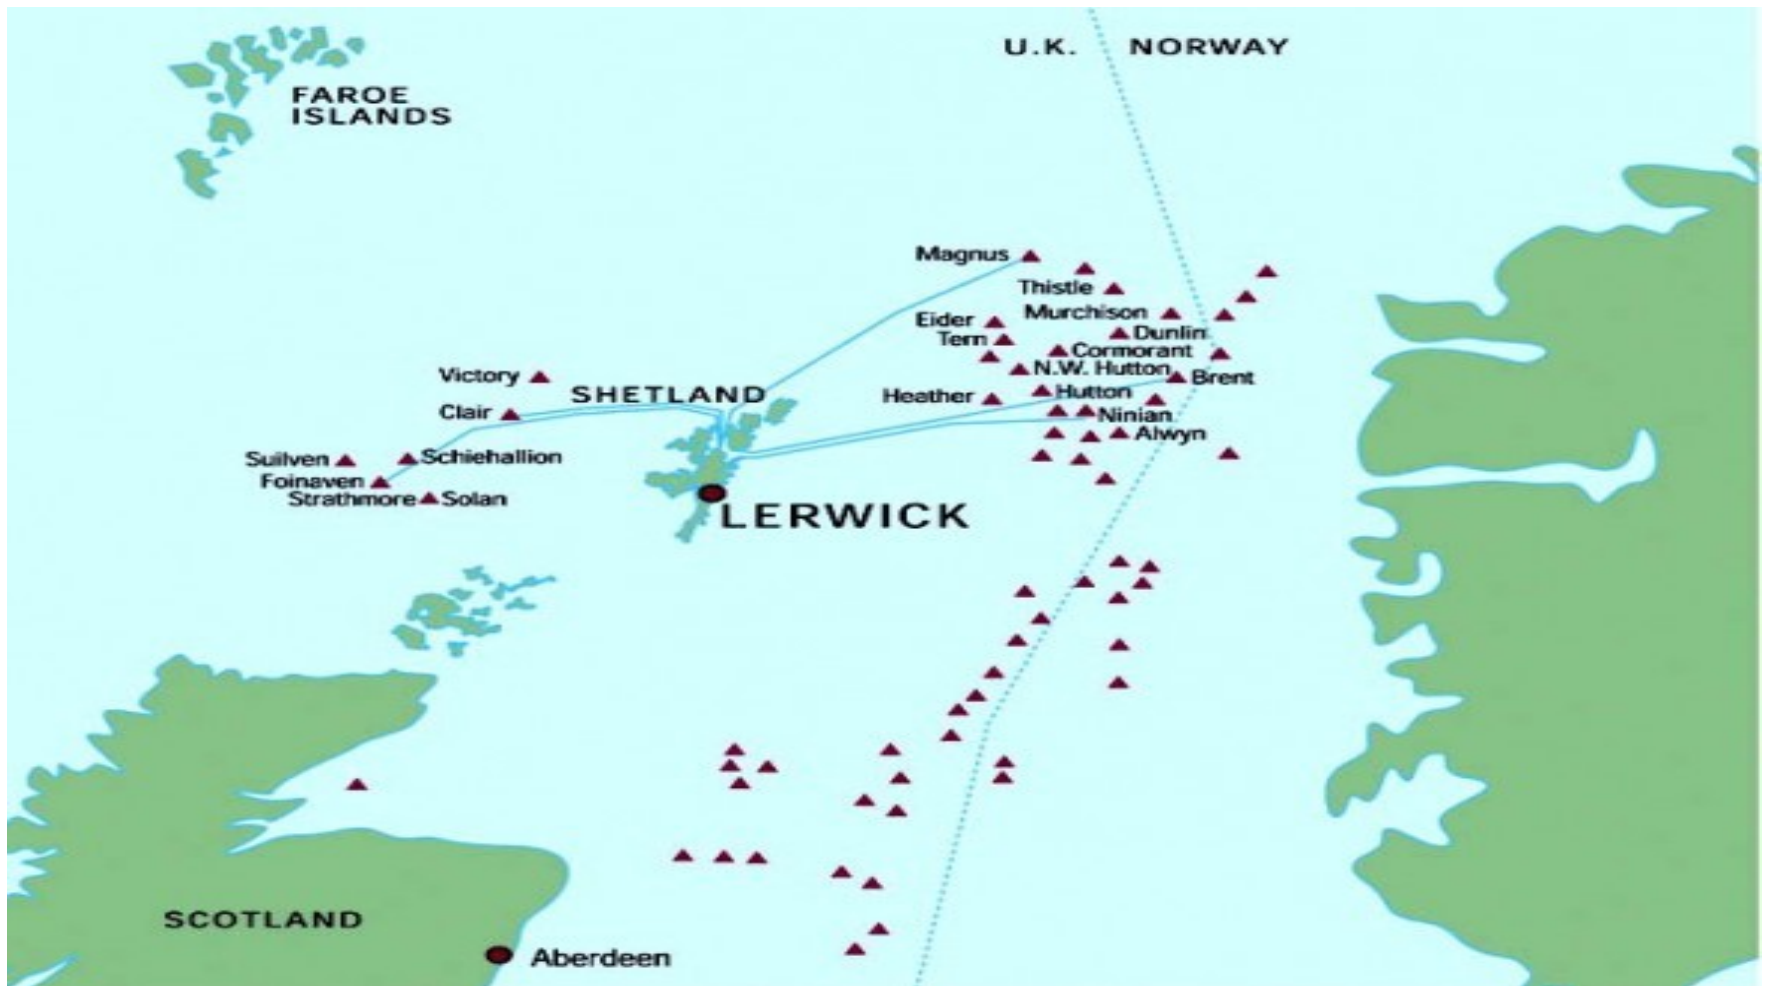 U.K. NORWAY
FAROE
ISLANDS
Magnus
Thistle
Murchison
Eider
Dunlin
Tern
Cormorant
N.W. Hutton
Victory
Brent
SHETLAND
Hutton
Heather
Clair
Ninian
Alwyn
Suilven
Schiehallion
Foinaven
Strathmore Solan
LERWICK
SCOTLAND
Aberdeen